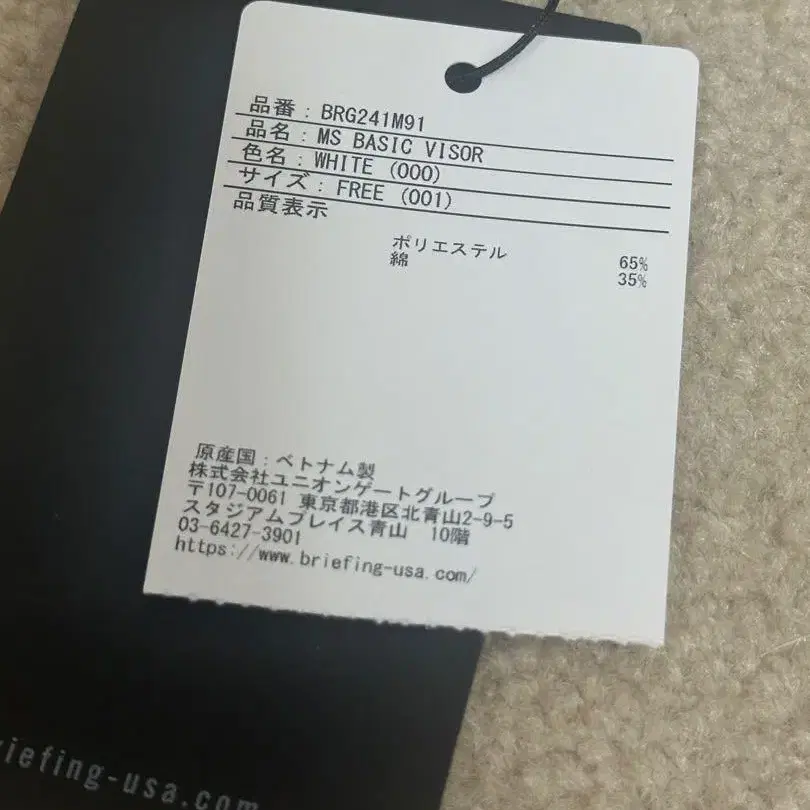 品番：BRG241M91
品名：MS BASIC VISOR
色名：WHITE (000)
サイズ：FREE (001)
品質表示
ポリエステル 65%
綿 35%
原産国：ベトナム製
株式会社ユニオンゲートグループ
〒107-0061 東京都港区北青山2-9-5
スタジアムプレイス青山 10階
03-6427-3901
https://www.briefing-usa.com/
riefing-usa.com